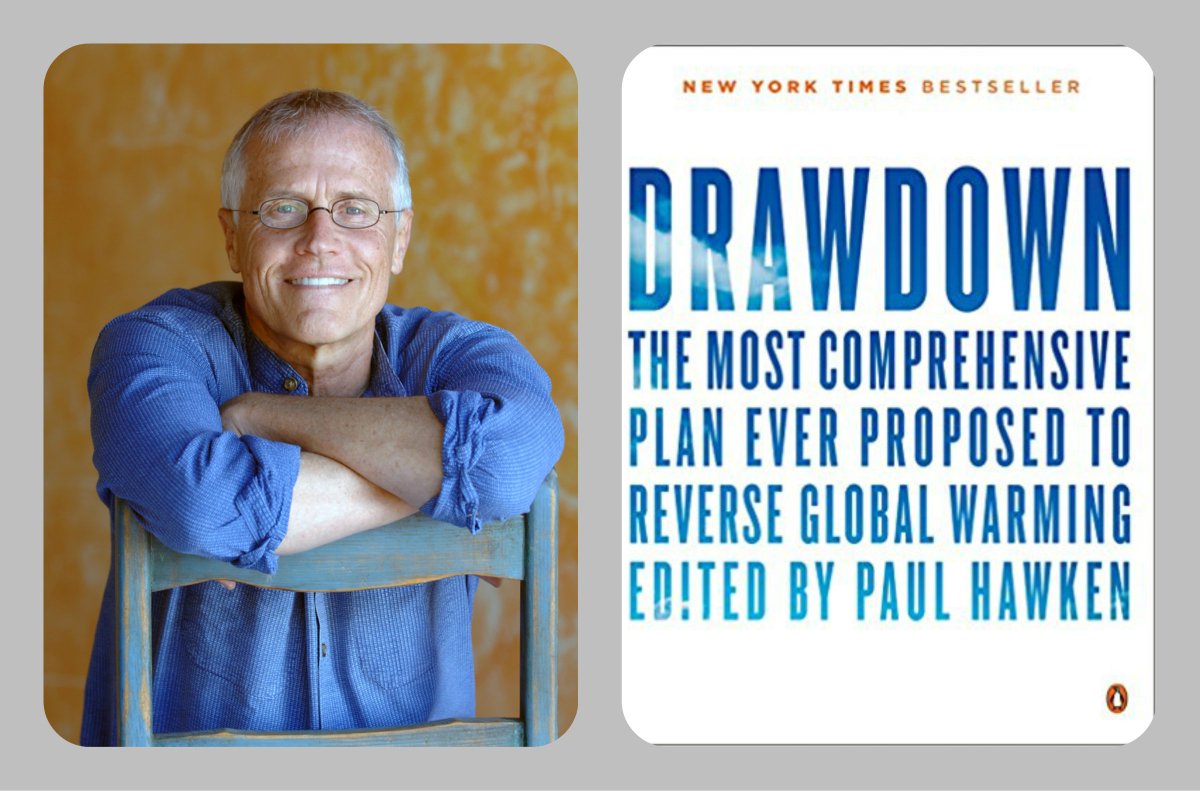 NEW YORK TIMES BESTSELLER
DRAWDOWN
THE MOST COMPREHENSIVE
PLAN EVER PROPOSED TO
REVERSE GLOBAL WARMING
EDITED BY PAUL HAWKEN